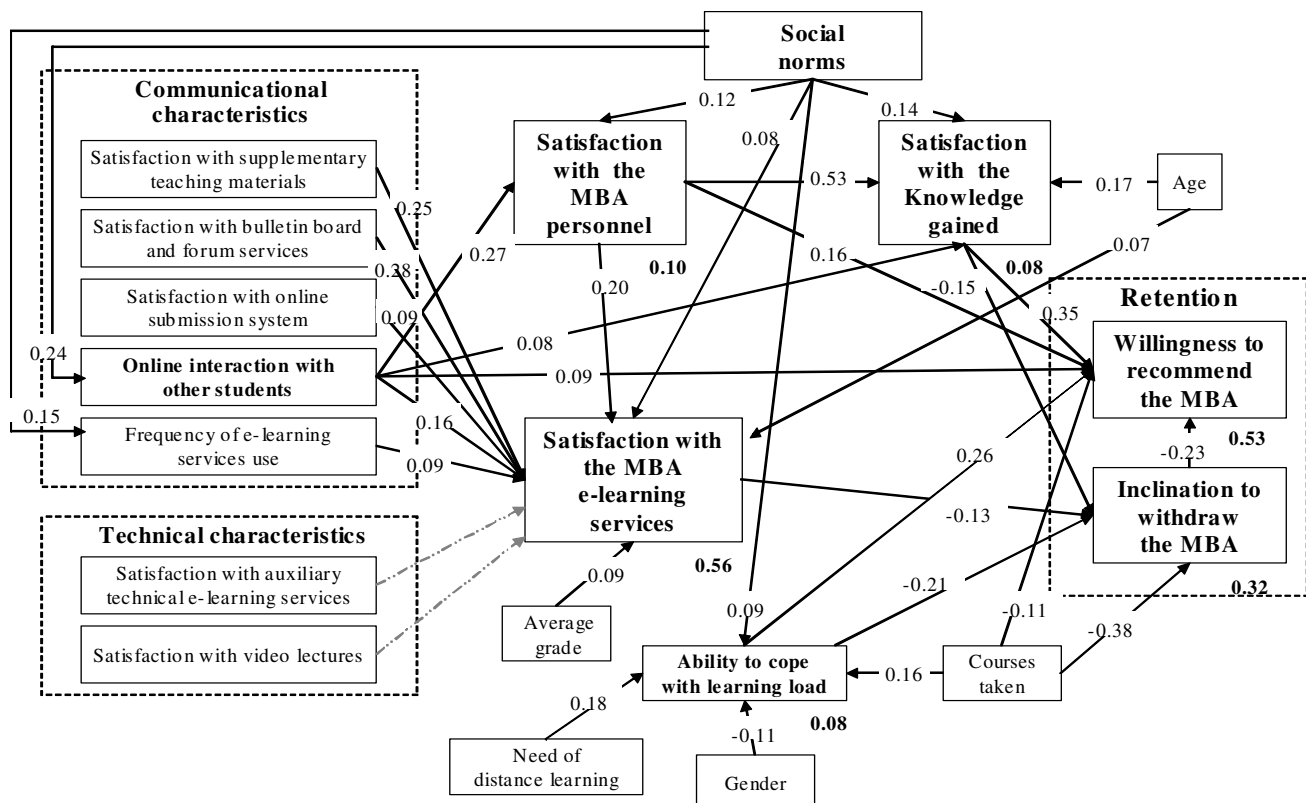 Social
norms
Communicational
characteristics
Satisfaction with supplementary
teaching materials
Satisfaction with bulletin board
and forum services
Satisfaction with online
submission system
Online interaction with
other students
Frequency of e-learning
services use
Technical characteristics
Satisfaction with auxiliary
technical e-learning services
Satisfaction with video lectures
Satisfaction
with the
MBA
personnel
0.10
Satisfaction
with the
Knowledge
gained
0.08
Age
Retention
Willingness to
recommend
the MBA
0.53
-0.23
Inclination to
withdraw
the MBA
0.32
Satisfaction with
the MBA
e-learning
services
0.56
Average
grade
Ability to cope
with learning load
0.08
Courses
taken
Need of
distance learning
Gender
0.12
0.14
0.08
0.53
0.17
0.07
0.25
0.28
0.09
0.27
0.20
0.16
-0.15
0.35
0.24
0.08
0.09
0.15
0.16
0.09
0.26
-0.13
0.09
-0.21
0.09
-0.11
-0.38
0.16
0.18
-0.11